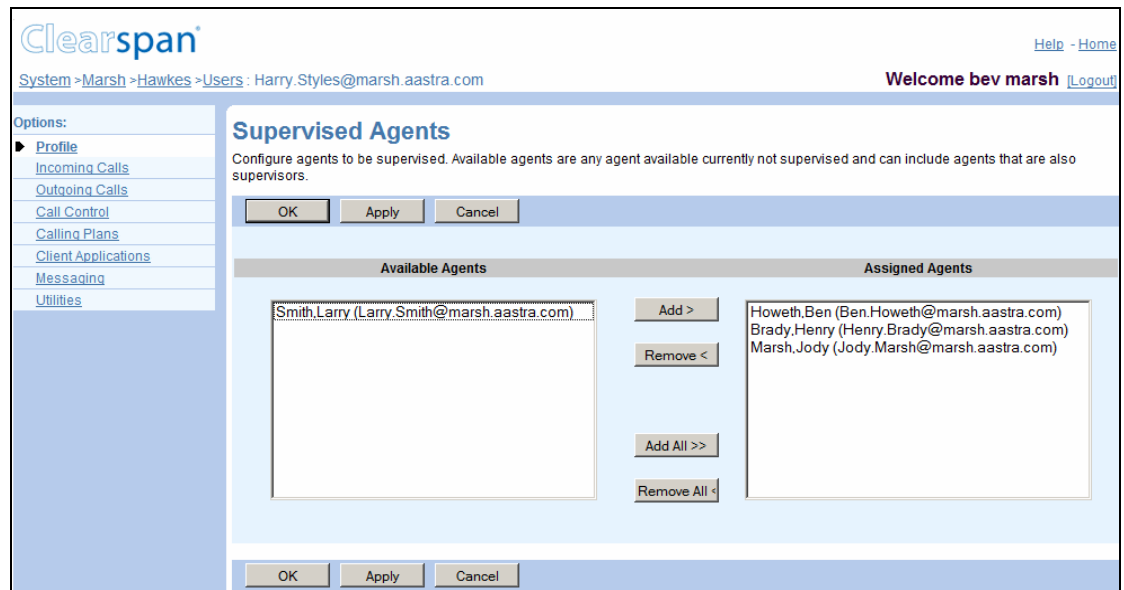 Clearspan
Help - Home
System >Marsh >Hawkes >Users : Harry.Styles@marsh.aastra.com
Welcome bev marsh [Logout]
Options:
Profile
Incoming Calls
Outgoing Calls
Call Control
Calling Plans
Client Applications
Messaging
Utilities
Supervised Agents
Configure agents to be supervised. Available agents are any agent available currently not supervised and can include agents that are also
supervisors.
OK Apply Cancel
Available Agents
Assigned Agents
Smith,Larry (Larry.Smith@marsh.aastra.com)
Add >
Remove <
Add All >>
Remove All <
Howeth,Ben (Ben.Howeth@marsh.aastra.com)
Brady,Henry (Henry.Brady@marsh.aastra.com)
Marsh,Jody (Jody.Marsh@marsh.aastra.com)
OK Apply Cancel